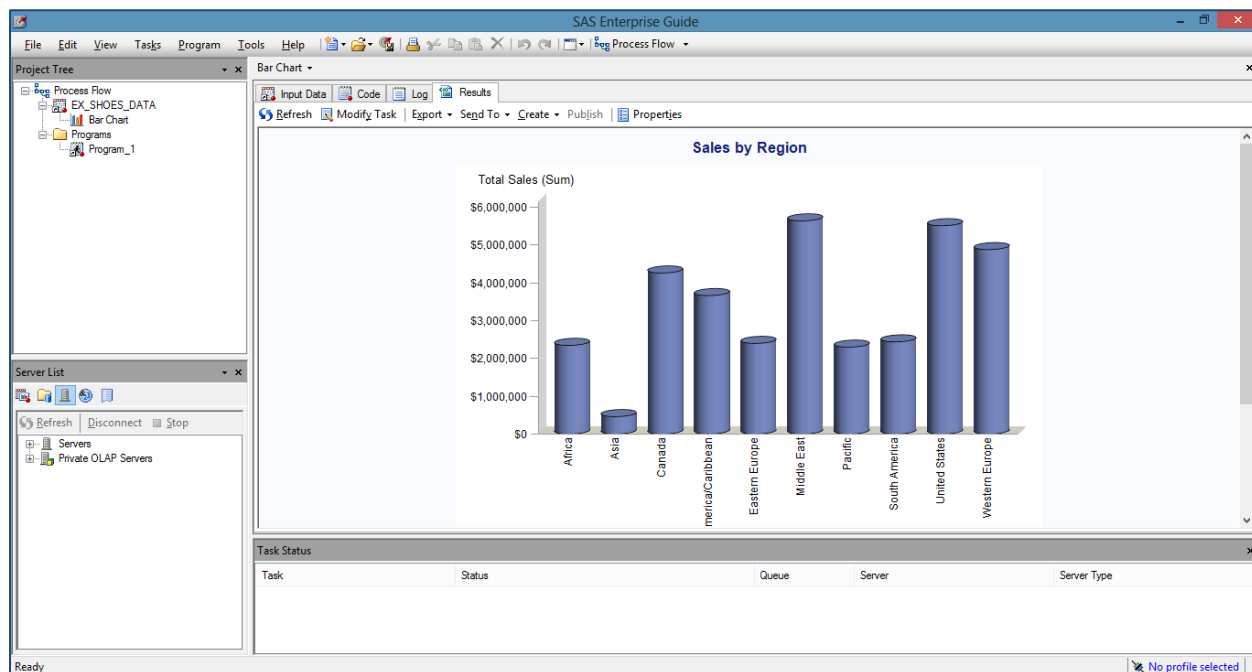 SAS Enterprise Guide
File Edit View Tasks Program Tools Help Process Flow
Project Tree
Process Flow
EX_SHOES_DATA
Bar Chart
Programs
Program_1
Server List
Refresh Disconnect Stop
Servers
Private OLAP Servers
Bar Chart
Input Data Code Log Results
Refresh Modify Task Export Send To Create Publish Properties
Sales by Region
Total Sales (Sum)
$6,000,000
$5,000,000
$4,000,000
$3,000,000
$2,000,000
$1,000,000
$0
Africa
Asia
Canada
merica/Caribbean
Eastern Europe
Middle East
Pacific
South America
United States
Western Europe
Task Status
Task Status Queue Server Server Type
Ready
No profile selected